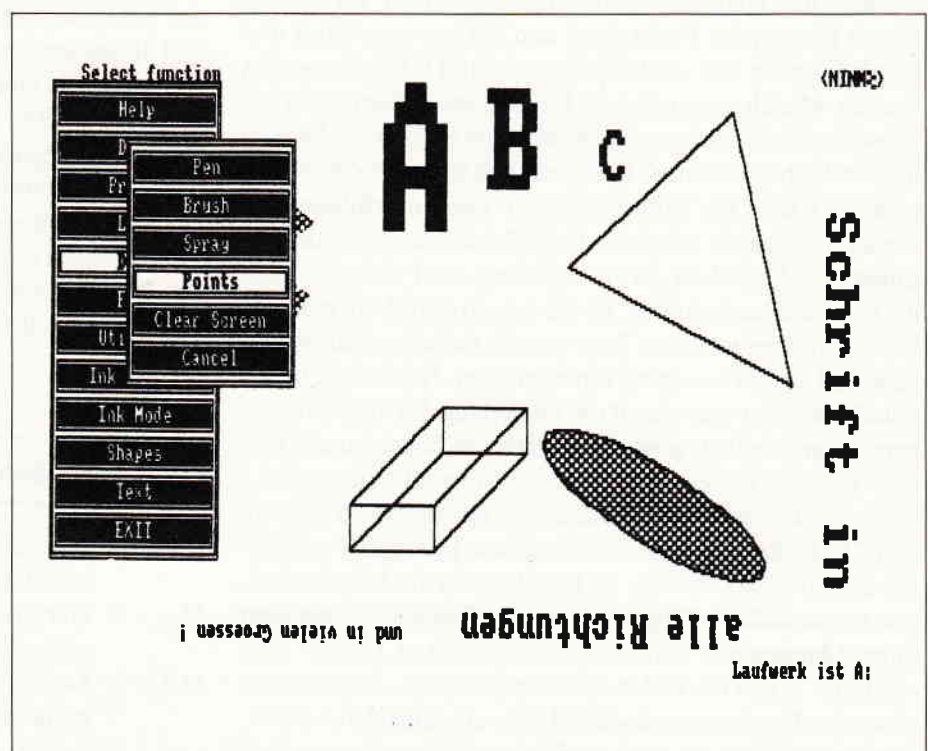 Select function
Help
Pen
Brush
Spray
Points
Clear Screen
Cancel
Ink
Ink Mode
Shapes
Text
EXIT
A B C
Schrift in
alle Richtungen
und in vielen Groessen !
Laufwerk ist A: